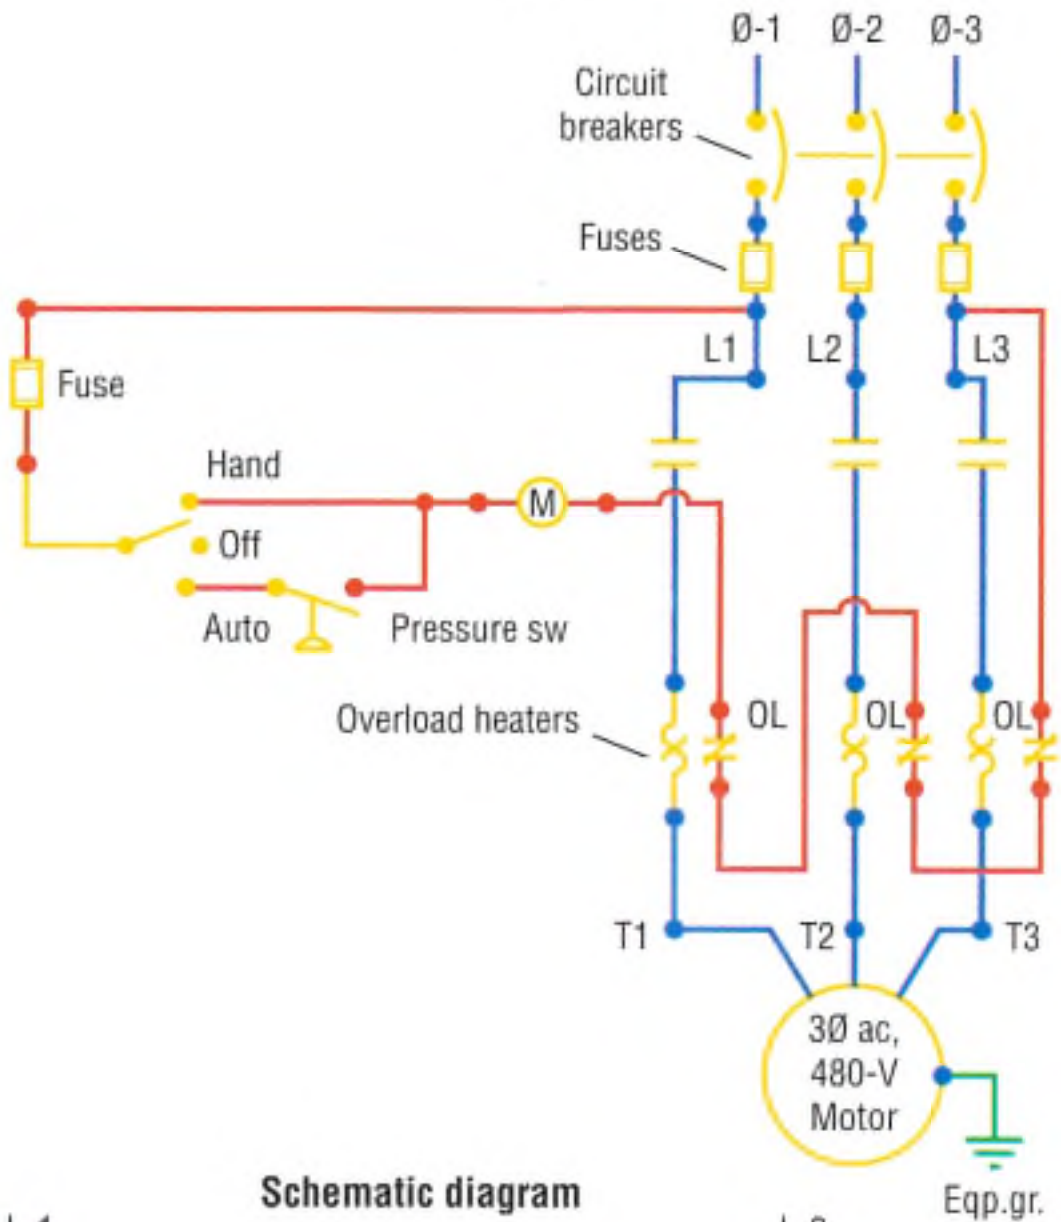 Ø-1 Ø-2 Ø-3
Circuit
breakers
Fuses
L1 L2 L3
Fuse
Hand
M
Off
Auto Pressure sw
Overload heaters OL OL OL
T1 T2 T3
3Ø ac,
480-V
Motor
Schematic diagram
Eqp.gr.